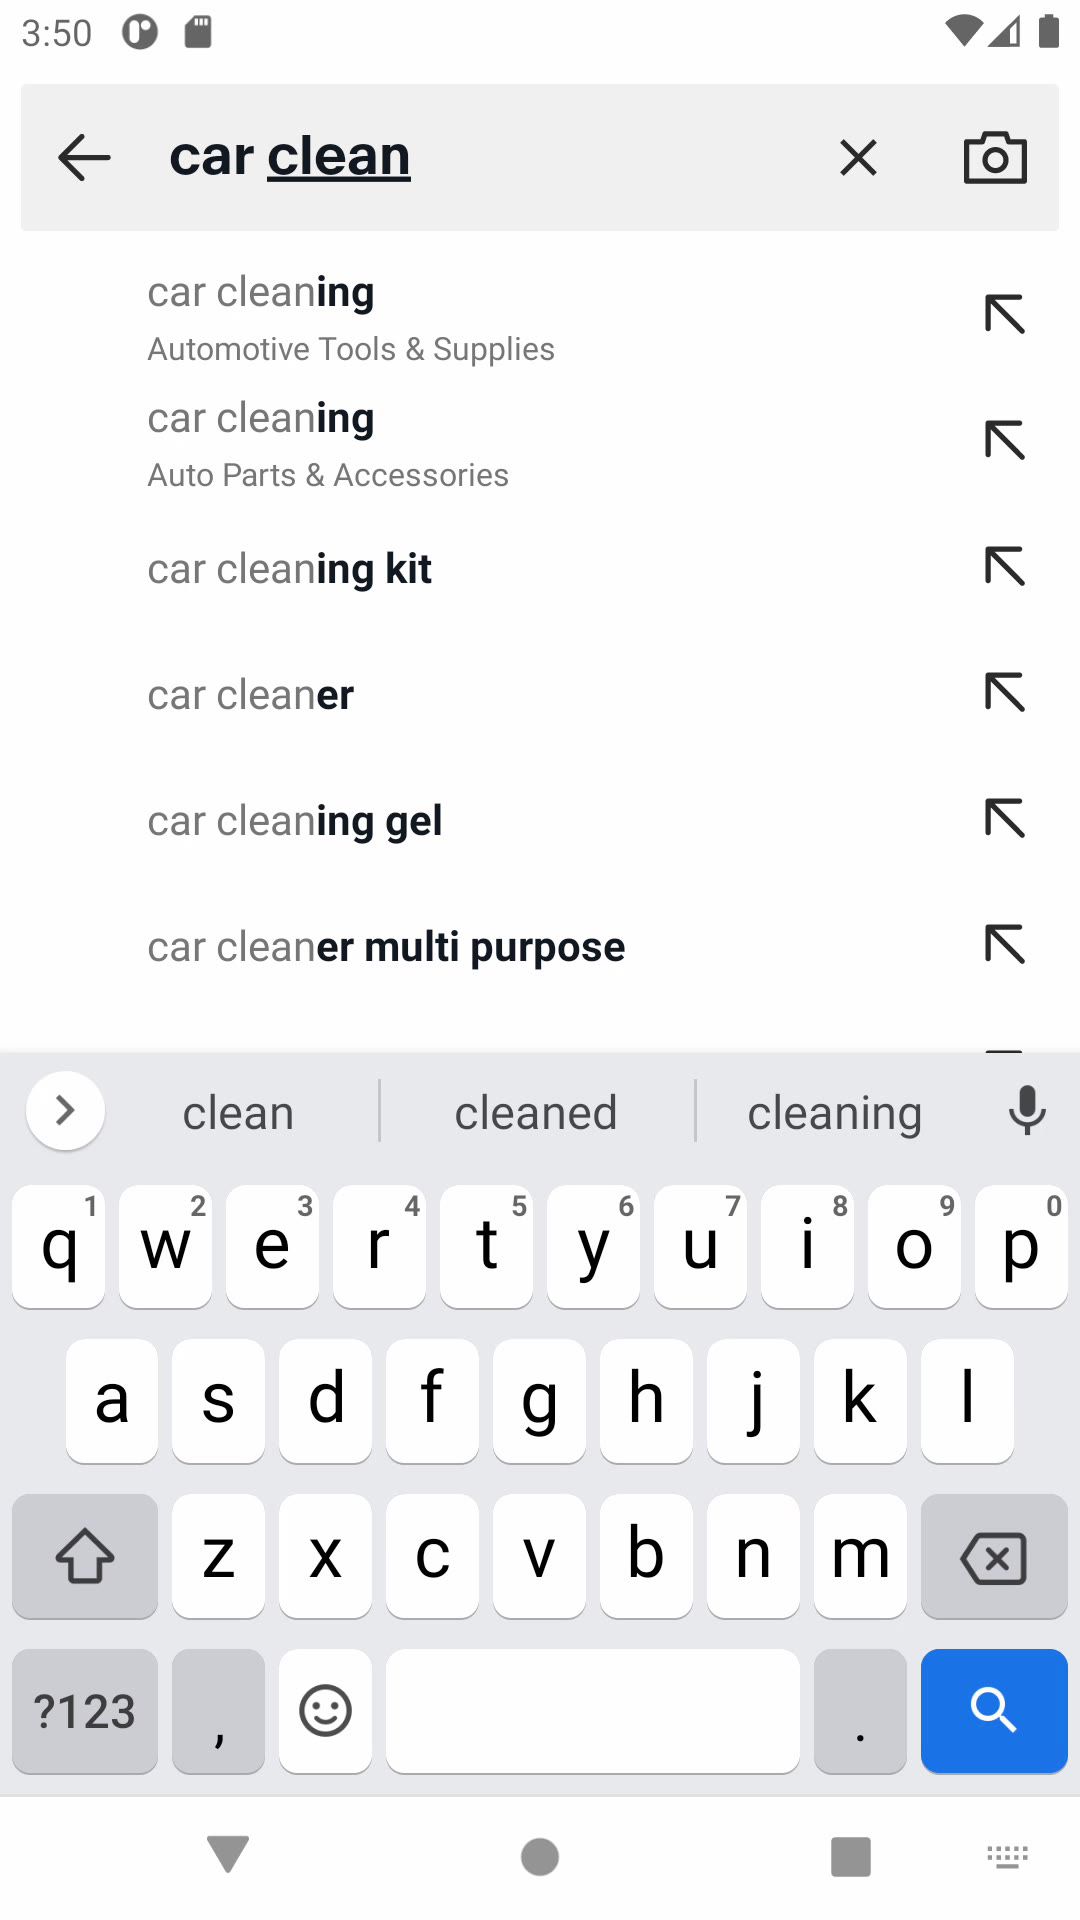 3:50
car clean
car cleaning
Automotive Tools & Supplies
car cleaning
Auto Parts & Accessories
car cleaning kit
car cleaner
car cleaning gel
car cleaner multi purpose
clean cleaned cleaning
1 2 3 4 5 6 7 8 9 0
q w e r t y u i o p
a s d f g h j k l
z x c v b n m
?123 , .